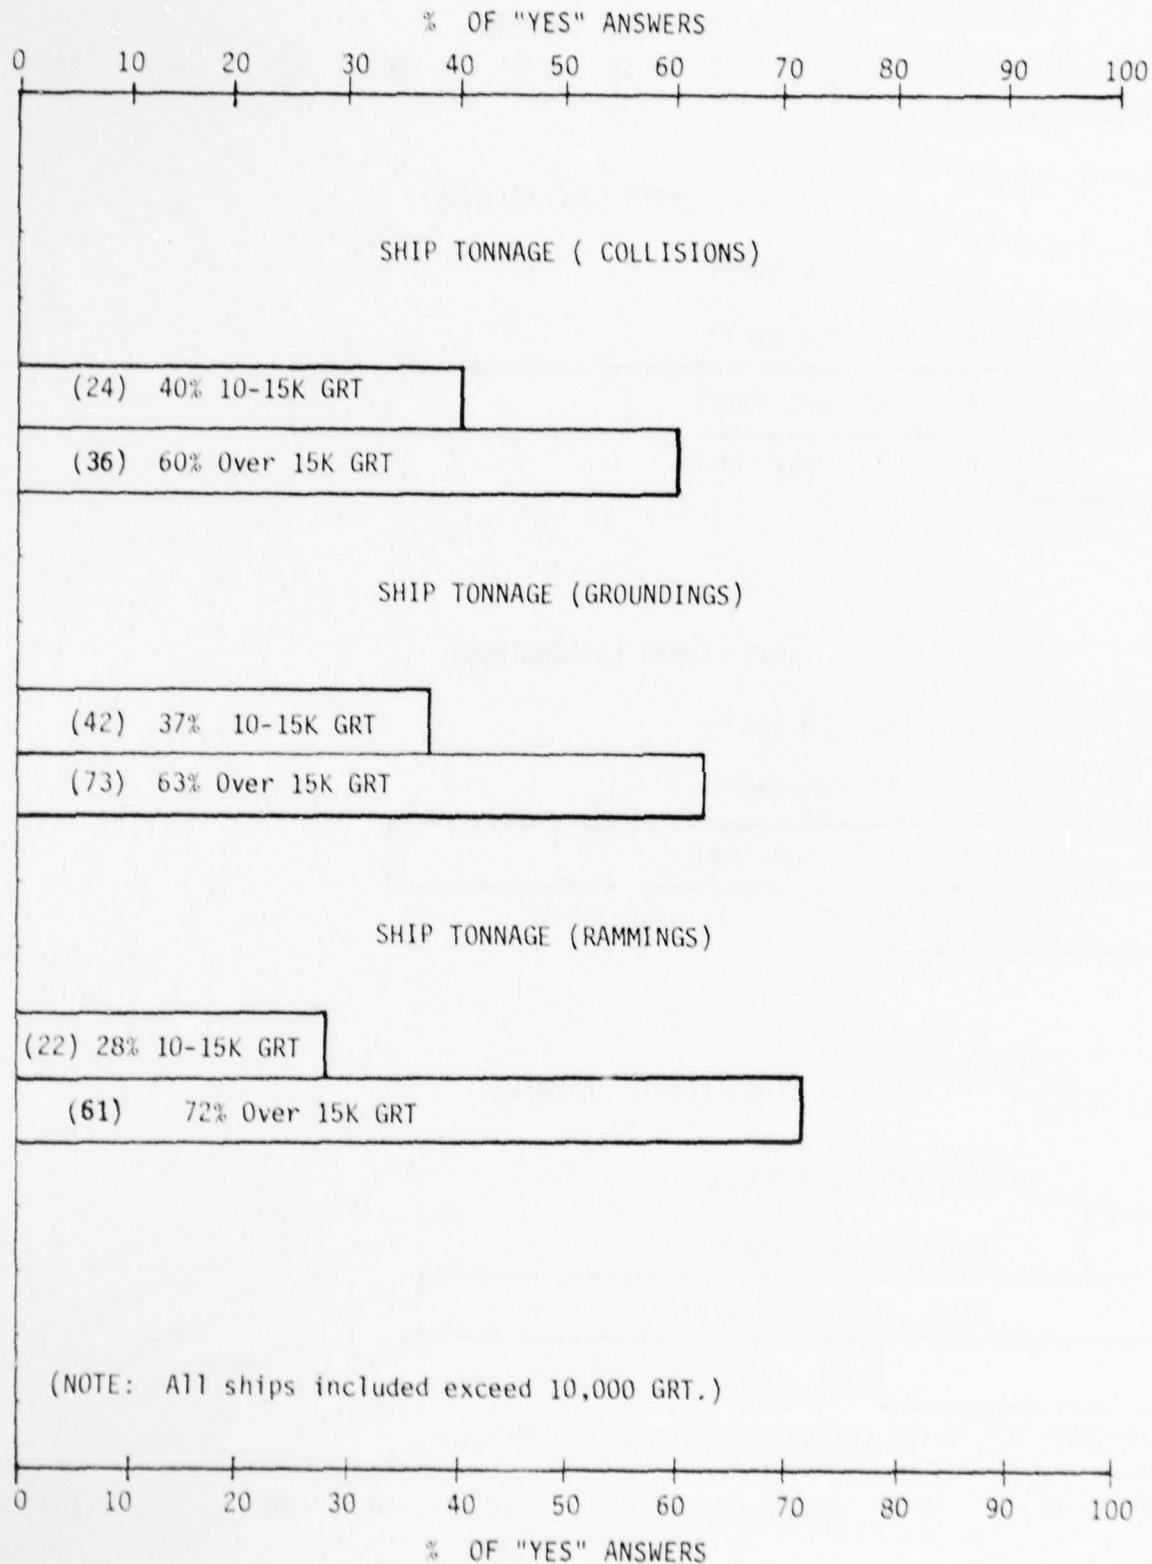 % OF "YES" ANSWERS
0 10 20 30 40 50 60 70 80 90 100
SHIP TONNAGE ( COLLISIONS)
(24) 40% 10-15K GRT
(36) 60% Over 15K GRT
SHIP TONNAGE (GROUNDINGS)
(42) 37% 10-15K GRT
(73) 63% Over 15K GRT
SHIP TONNAGE (RAMMINGS)
(22) 28% 10-15K GRT
(61) 72% Over 15K GRT
(NOTE: All ships included exceed 10,000 GRT.)
0 10 20 30 40 50 60 70 80 90 100
% OF "YES" ANSWERS